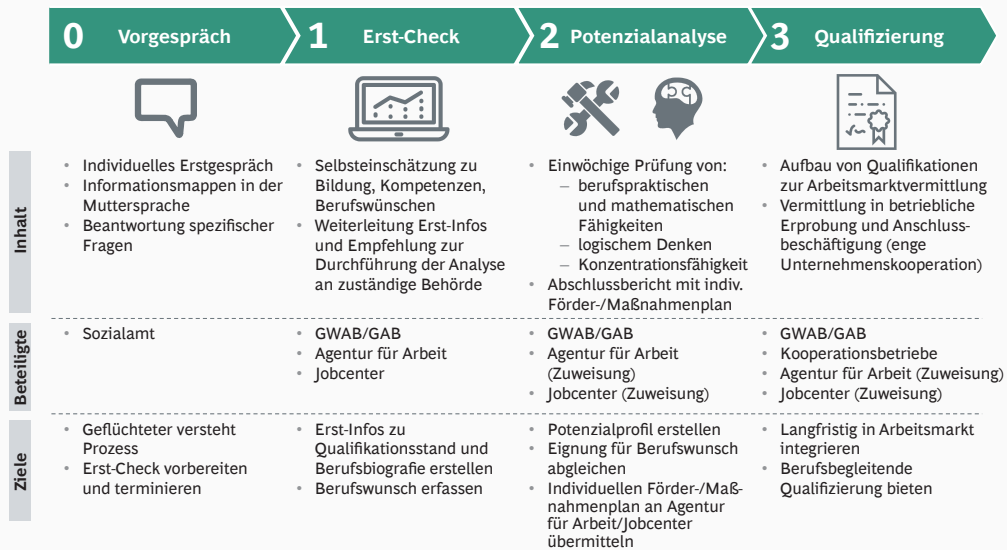 0 Vorgespräch
1 Erst-Check
2 Potenzialanalyse
3 Qualifizierung
Inhalt
• Individuelles Erstgespräch
• Informationsmappen in der
Muttersprache
• Beantwortung spezifischer
Fragen
• Selbsteinschätzung zu
Bildung, Kompetenzen,
Berufswünschen
• Weiterleitung Erst-Infos
und Empfehlung zur
Durchführung der Analyse
an zuständige Behörde
• Einwöchige Prüfung von:
– berufspraktischen
und mathematischen
Fähigkeiten
– logischem Denken
– Konzentrationsfähigkeit
• Abschlussbericht mit indiv.
Förder-/Maßnahmenplan
• Aufbau von Qualifikationen
zur Arbeitsmarktvermittlung
• Vermittlung in betriebliche
Erprobung und Anschluss-
beschäftigung (enge
Unternehmenskooperation)
Beteiligte
• Sozialamt
• GWAB/GAB
• Agentur für Arbeit
• Jobcenter
• GWAB/GAB
• Agentur für Arbeit
(Zuweisung)
• Jobcenter (Zuweisung)
• GWAB/GAB
• Kooperationsbetriebe
• Agentur für Arbeit (Zuweisung)
• Jobcenter (Zuweisung)
Ziele
• Geflüchteter versteht
Prozess
• Erst-Check vorbereiten
und terminieren
• Erst-Infos zu
Qualifikationsstand und
Berufsbiografie erstellen
• Berufswunsch erfassen
• Potenzialprofil erstellen
• Eignung für Berufswunsch
abgleichen
• Individuellen Förder-/Maß-
nahmenplan an Agentur
für Arbeit/Jobcenter
übermitteln
• Langfristig in Arbeitsmarkt
integrieren
• Berufsbegleitende
Qualifizierung bieten